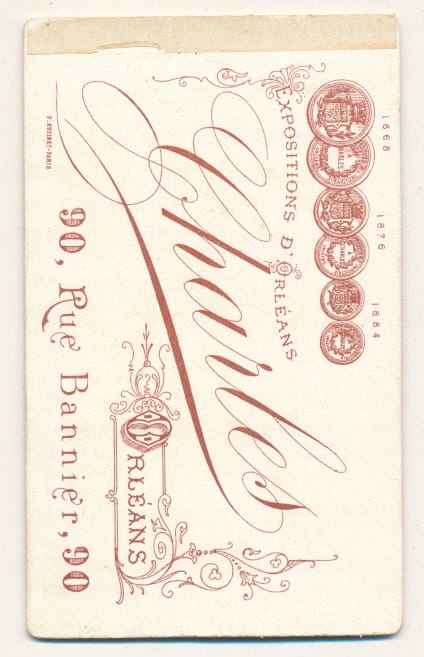 1868
1876
1884
EXPOSITIONS D'ORLÉANS
Charles
ORLÉANS
90, Rue Bannier, 90